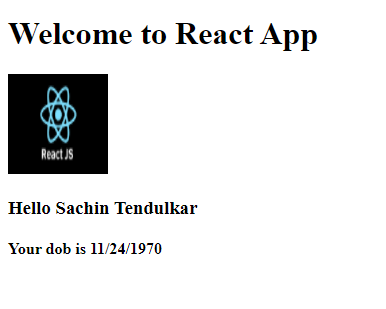 Welcome to React App
React JS
Hello Sachin Tendulkar
Your dob is 11/24/1970